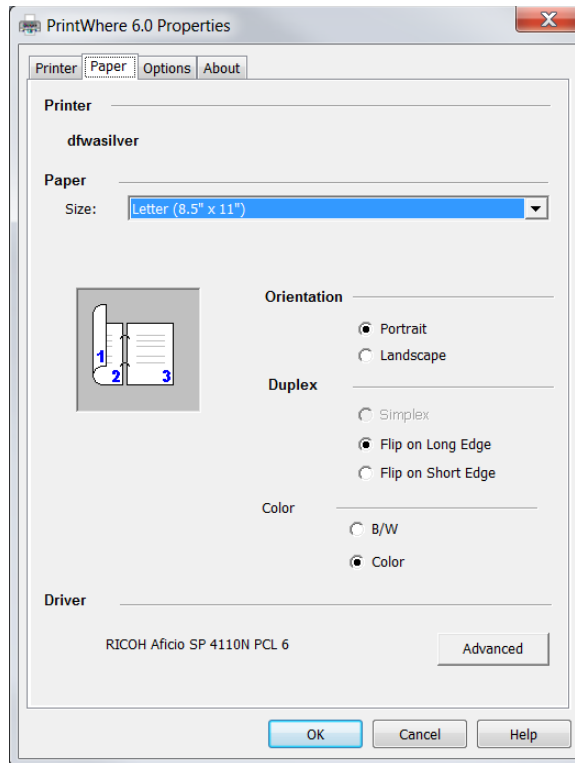 PrintWhere 6.0 Properties
X
Printer Paper Options About
Printer
dfwasilver
Paper
Size: Letter (8.5" x 11")
1 2 3
Orientation
Portrait
Landscape
Duplex
Simplex
Flip on Long Edge
Flip on Short Edge
Color
B/W
Color
Driver
RICOH Aficio SP 4110N PCL 6 Advanced
OK Cancel Help